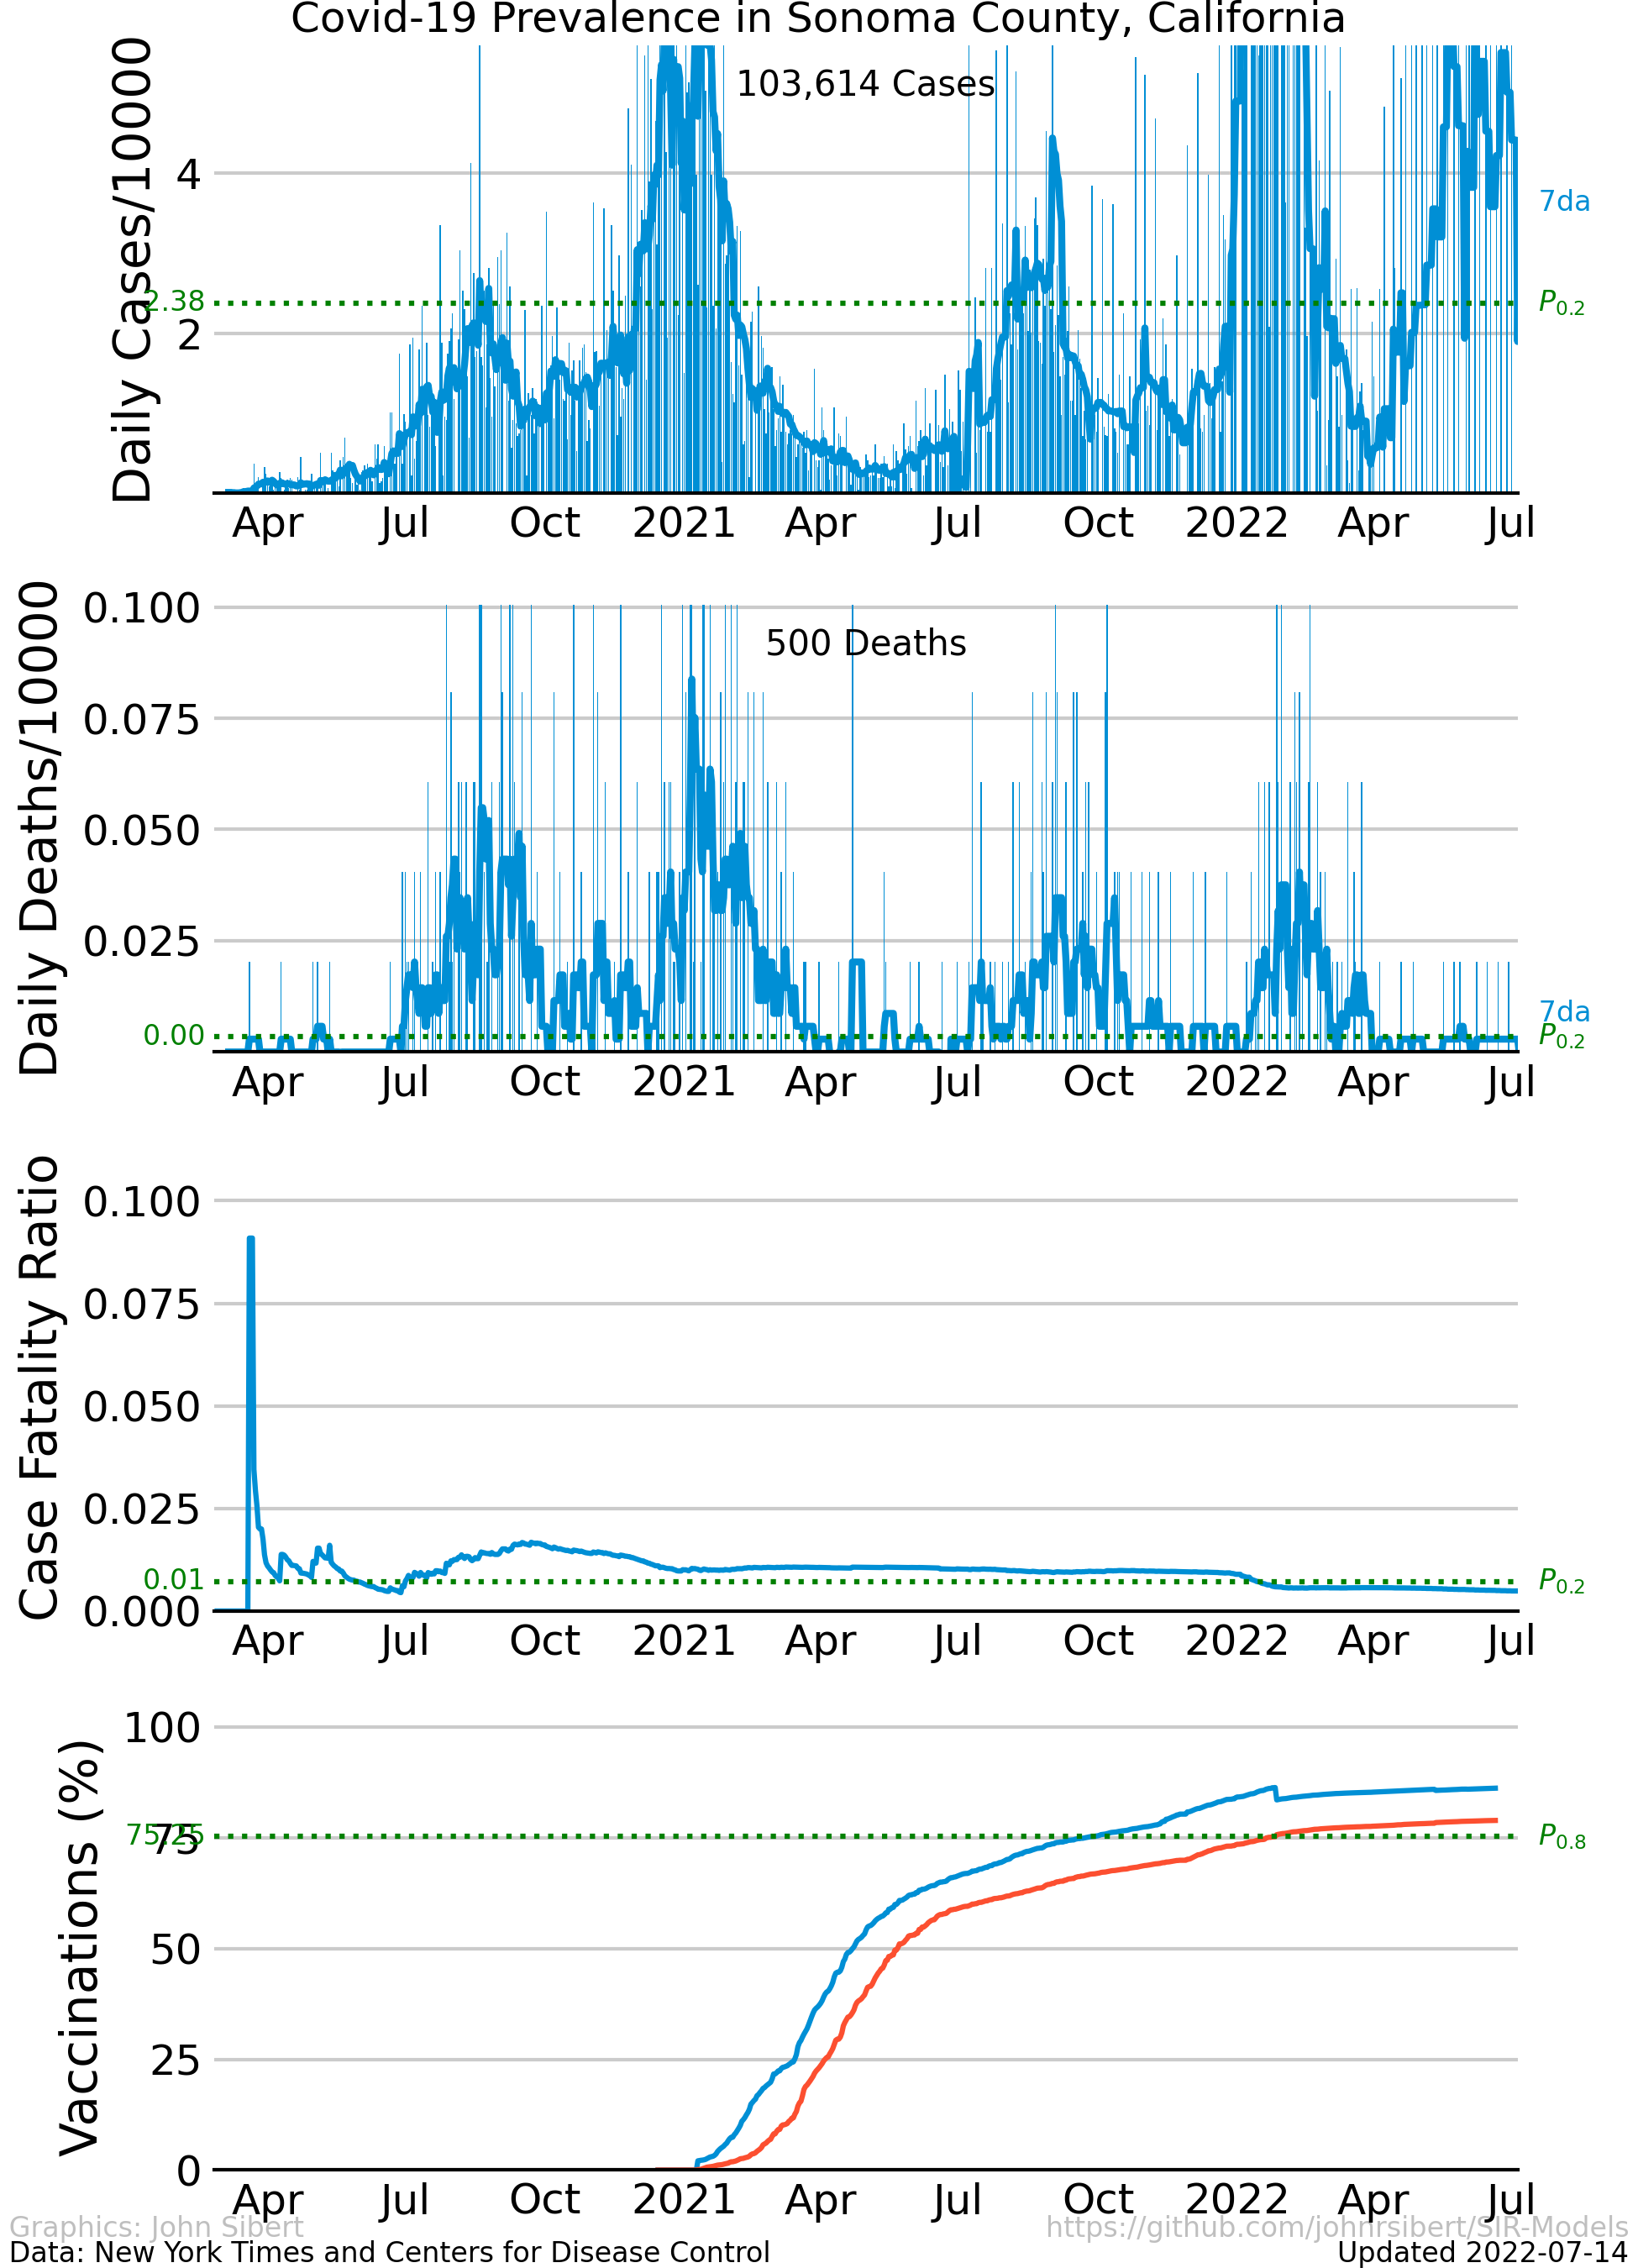 Covid-19 Prevalence in Sonoma County, California
Daily Cases/10000
103,614 Cases
4
2
2.38
7da
P0.2
Apr Jul Oct 2021 Apr Jul Oct 2022 Apr Jul
Daily Deaths/10000
500 Deaths
0.100
0.075
0.050
0.025
0.00
7da
P0.2
Apr Jul Oct 2021 Apr Jul Oct 2022 Apr Jul
Case Fatality Ratio
0.100
0.075
0.050
0.025
0.01
0.000
P0.2
Apr Jul Oct 2021 Apr Jul Oct 2022 Apr Jul
Vaccinations (%)
100
75
75.25
50
25
0
P0.8
Apr Jul Oct 2021 Apr Jul Oct 2022 Apr Jul
Graphics: John Sibert
https://github.com/johnrsibert/SIR-Models
Data: New York Times and Centers for Disease Control
Updated 2022-07-14